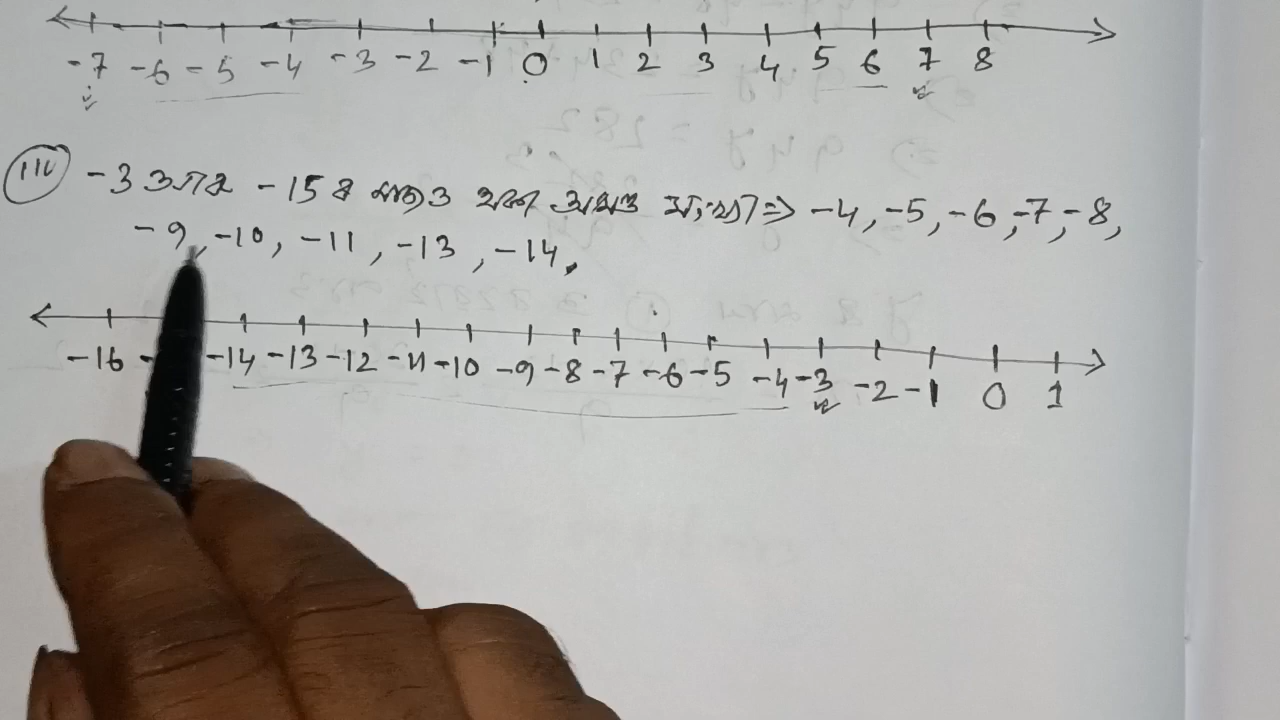 -7 -6 -5 -4 -3 -2 -1 0 1 2 3 4 5 6 7 8
(iii) -3 আৰু -15 ৰ মাজৰ অখণ্ড সংখ্যা => -4, -5, -6, -7, -8,
-9, -10, -11, -13, -14,
-16 -14 -13 -12 -11 -10 -9 -8 -7 -6 -5 -4 -3 -2 -1 0 1